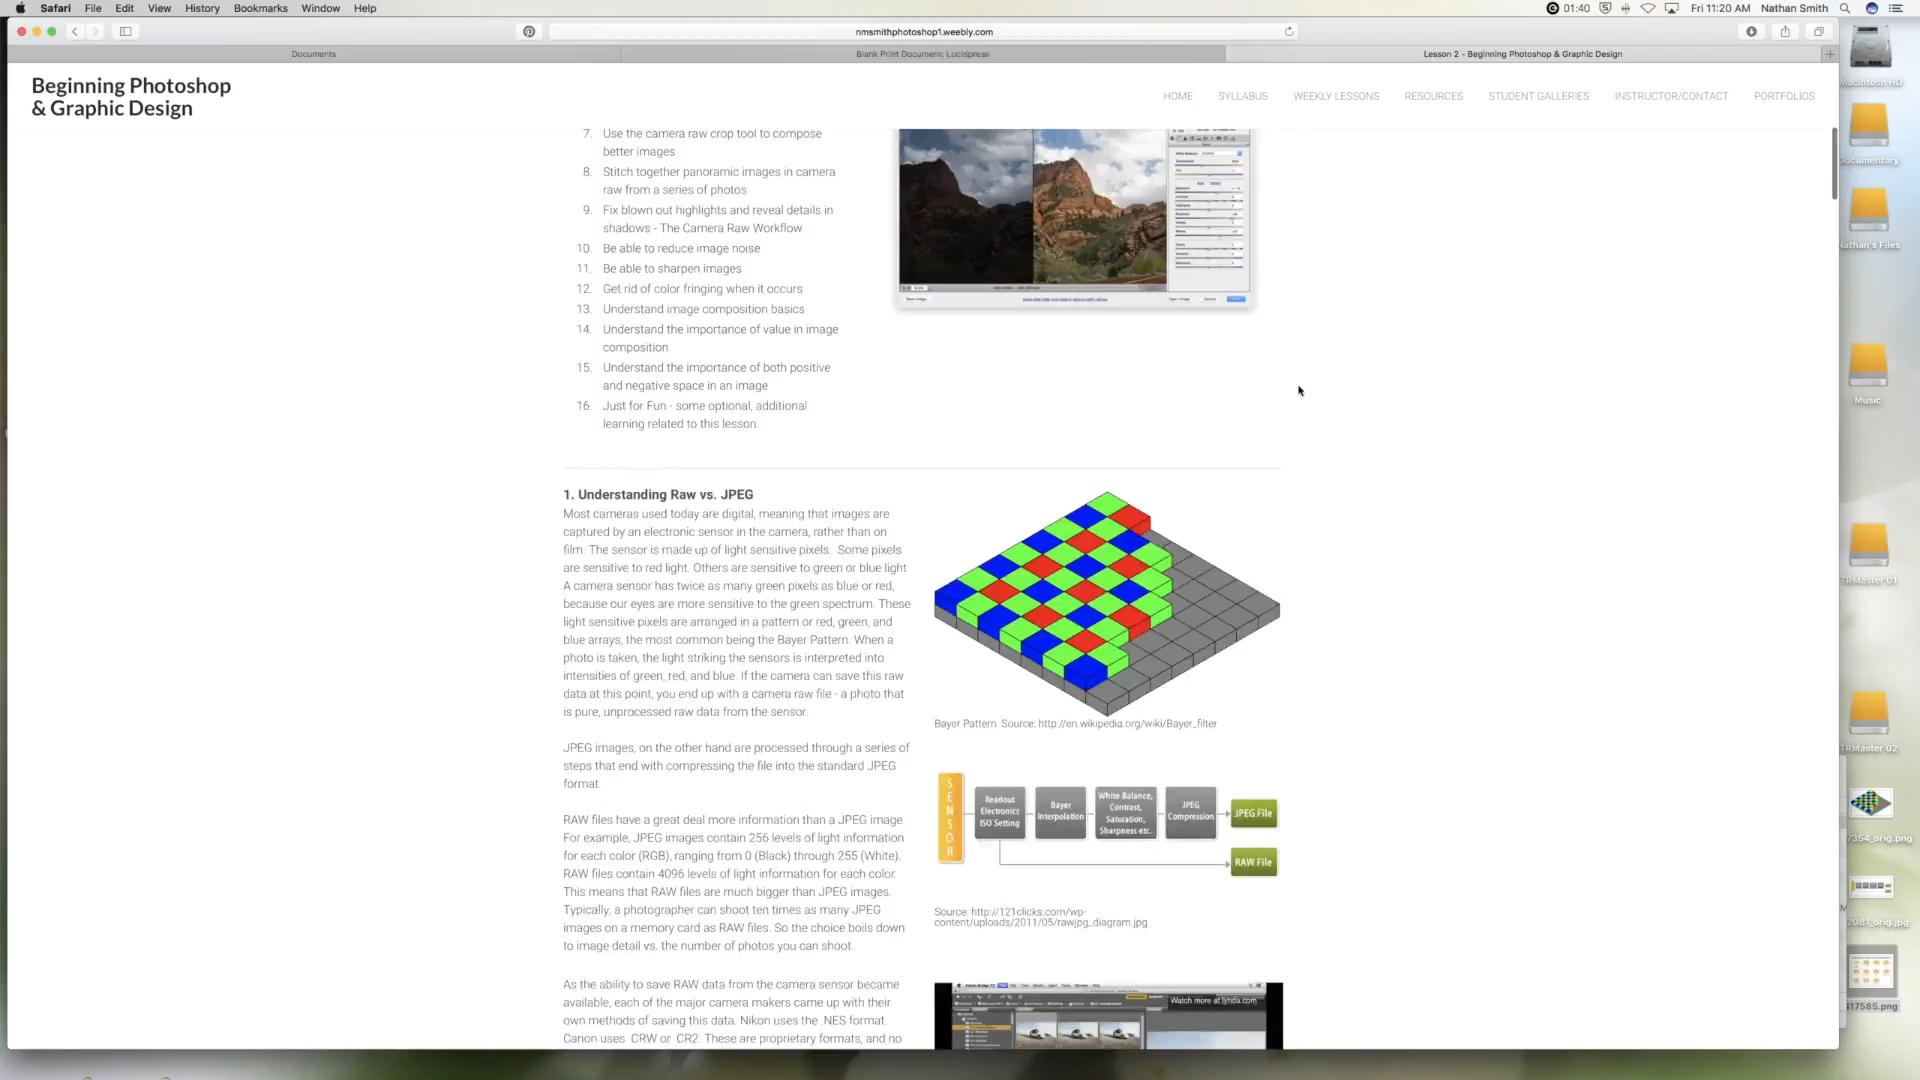 Safari File Edit View History Bookmarks Window Help
01:40 Fri 11:20 AM Nathan Smith
nmsmithphotoshop1.weebly.com
Documents
Blank Print Document: Lucidpress
Lesson 2 - Beginning Photoshop & Graphic Design
Beginning Photoshop
& Graphic Design
HOME SYLLABUS WEEKLY LESSONS RESOURCES STUDENT GALLERIES INSTRUCTOR/CONTACT PORTFOLIOS
7. Use the camera raw crop tool to compose
better images
8. Stitch together panoramic images in camera
raw from a series of photos
9. Fix blown out highlights and reveal details in
shadows - The Camera Raw Workflow
10. Be able to reduce image noise
11. Be able to sharpen images
12. Get rid of color fringing when it occurs
13. Understand image composition basics
14. Understand the importance of value in image
composition
15. Understand the importance of both positive
and negative space in an image
16. Just for Fun - some optional, additional
learning related to this lesson.
1. Understanding Raw vs. JPEG
Most cameras used today are digital, meaning that images are
captured by an electronic sensor in the camera, rather than on
film. The sensor is made up of light sensitive pixels. Some pixels
are sensitive to red light. Others are sensitive to green or blue light
A camera sensor has twice as many green pixels as blue or red,
because our eyes are more sensitive to the green spectrum. These
light sensitive pixels are arranged in a pattern or red, green, and
blue arrays, the most common being the Bayer Pattern. When a
photo is taken, the light striking the sensors is interpreted into
intensities of green, red, and blue. If the camera can save this raw
data at this point, you end up with a camera raw file - a photo that
is pure, unprocessed raw data from the sensor.
JPEG images, on the other hand are processed through a series of
steps that end with compressing the file into the standard JPEG
format.
RAW files have a great deal more information than a JPEG image.
For example, JPEG images contain 256 levels of light information
for each color (RGB), ranging from 0 (Black) through 255 (White).
RAW files contain 4096 levels of light information for each color.
This means that RAW files are much bigger than JPEG images.
Typically, a photographer can shoot ten times as many JPEG
images on a memory card as RAW files. So the choice boils down
to image detail vs. the number of photos you can shoot.
As the ability to save RAW data from the camera sensor became
available, each of the major camera makers came up with their
own methods of saving this data. Nikon uses the .NES format.
Canon uses .CRW or .CR2. These are proprietary formats, and no
Bayer Pattern Source: http://en.wikipedia.org/wiki/Bayer_filter
SENSOR
Readout
Electronics
ISO Setting
Bayer
Interpolation
White Balance,
Contrast,
Saturation,
Sharpness etc.
JPEG
Compression
JPEG File
RAW File
Source: http://121clicks.com/wp-
content/uploads/2011/05/rawjpg_diagram.jpg
Watch more at lynda.com
Macintosh HD
Documentary
Nathan's Files
Music
TRMaster 01
TRMaster 02
7354_orig.png
2081_orig.jpg
417585.png